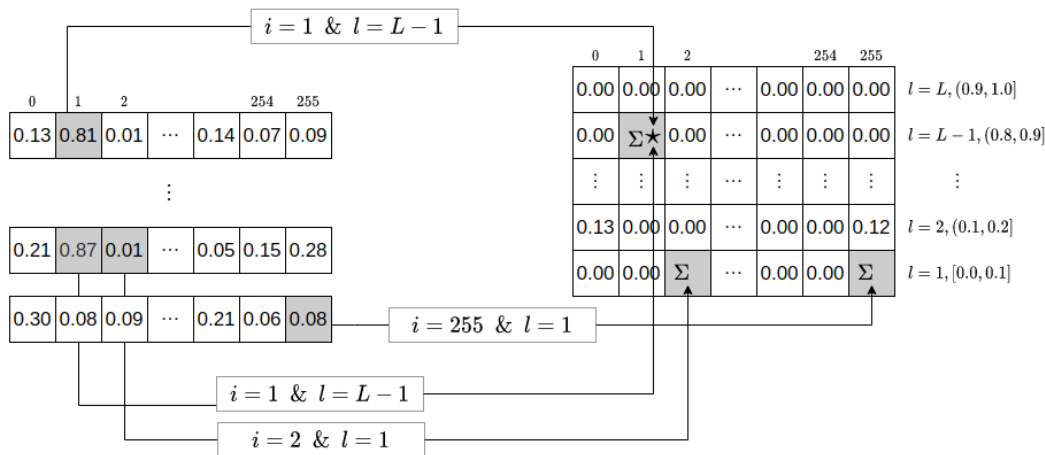 i = 1 & l = L − 1
0 1 2 254 255
0.13 0.81 0.01 ⋯ 0.14 0.07 0.09
⋮
0.21 0.87 0.01 ⋯ 0.05 0.15 0.28
0.30 0.08 0.09 ⋯ 0.21 0.06 0.08
i = 255 & l = 1
i = 1 & l = L − 1
i = 2 & l = 1
0 1 2 254 255
0.00 0.00 0.00 ⋯ 0.00 0.00 0.00 l = L, (0.9, 1.0]
0.00 Σ★ 0.00 ⋯ 0.00 0.00 0.00 l = L − 1, (0.8, 0.9]
⋮ ⋮ ⋮ ⋯ ⋮ ⋮ ⋮ ⋮
0.13 0.00 0.00 ⋯ 0.00 0.00 0.12 l = 2, (0.1, 0.2]
0.00 0.00 Σ ⋯ 0.00 0.00 Σ l = 1, [0.0, 0.1]